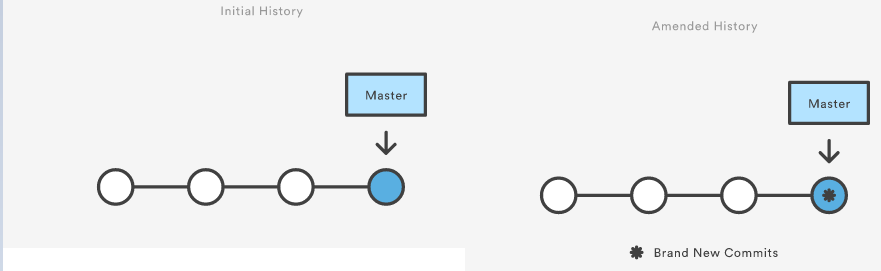 Initial History
Master
Amended History
Master
Brand New Commits